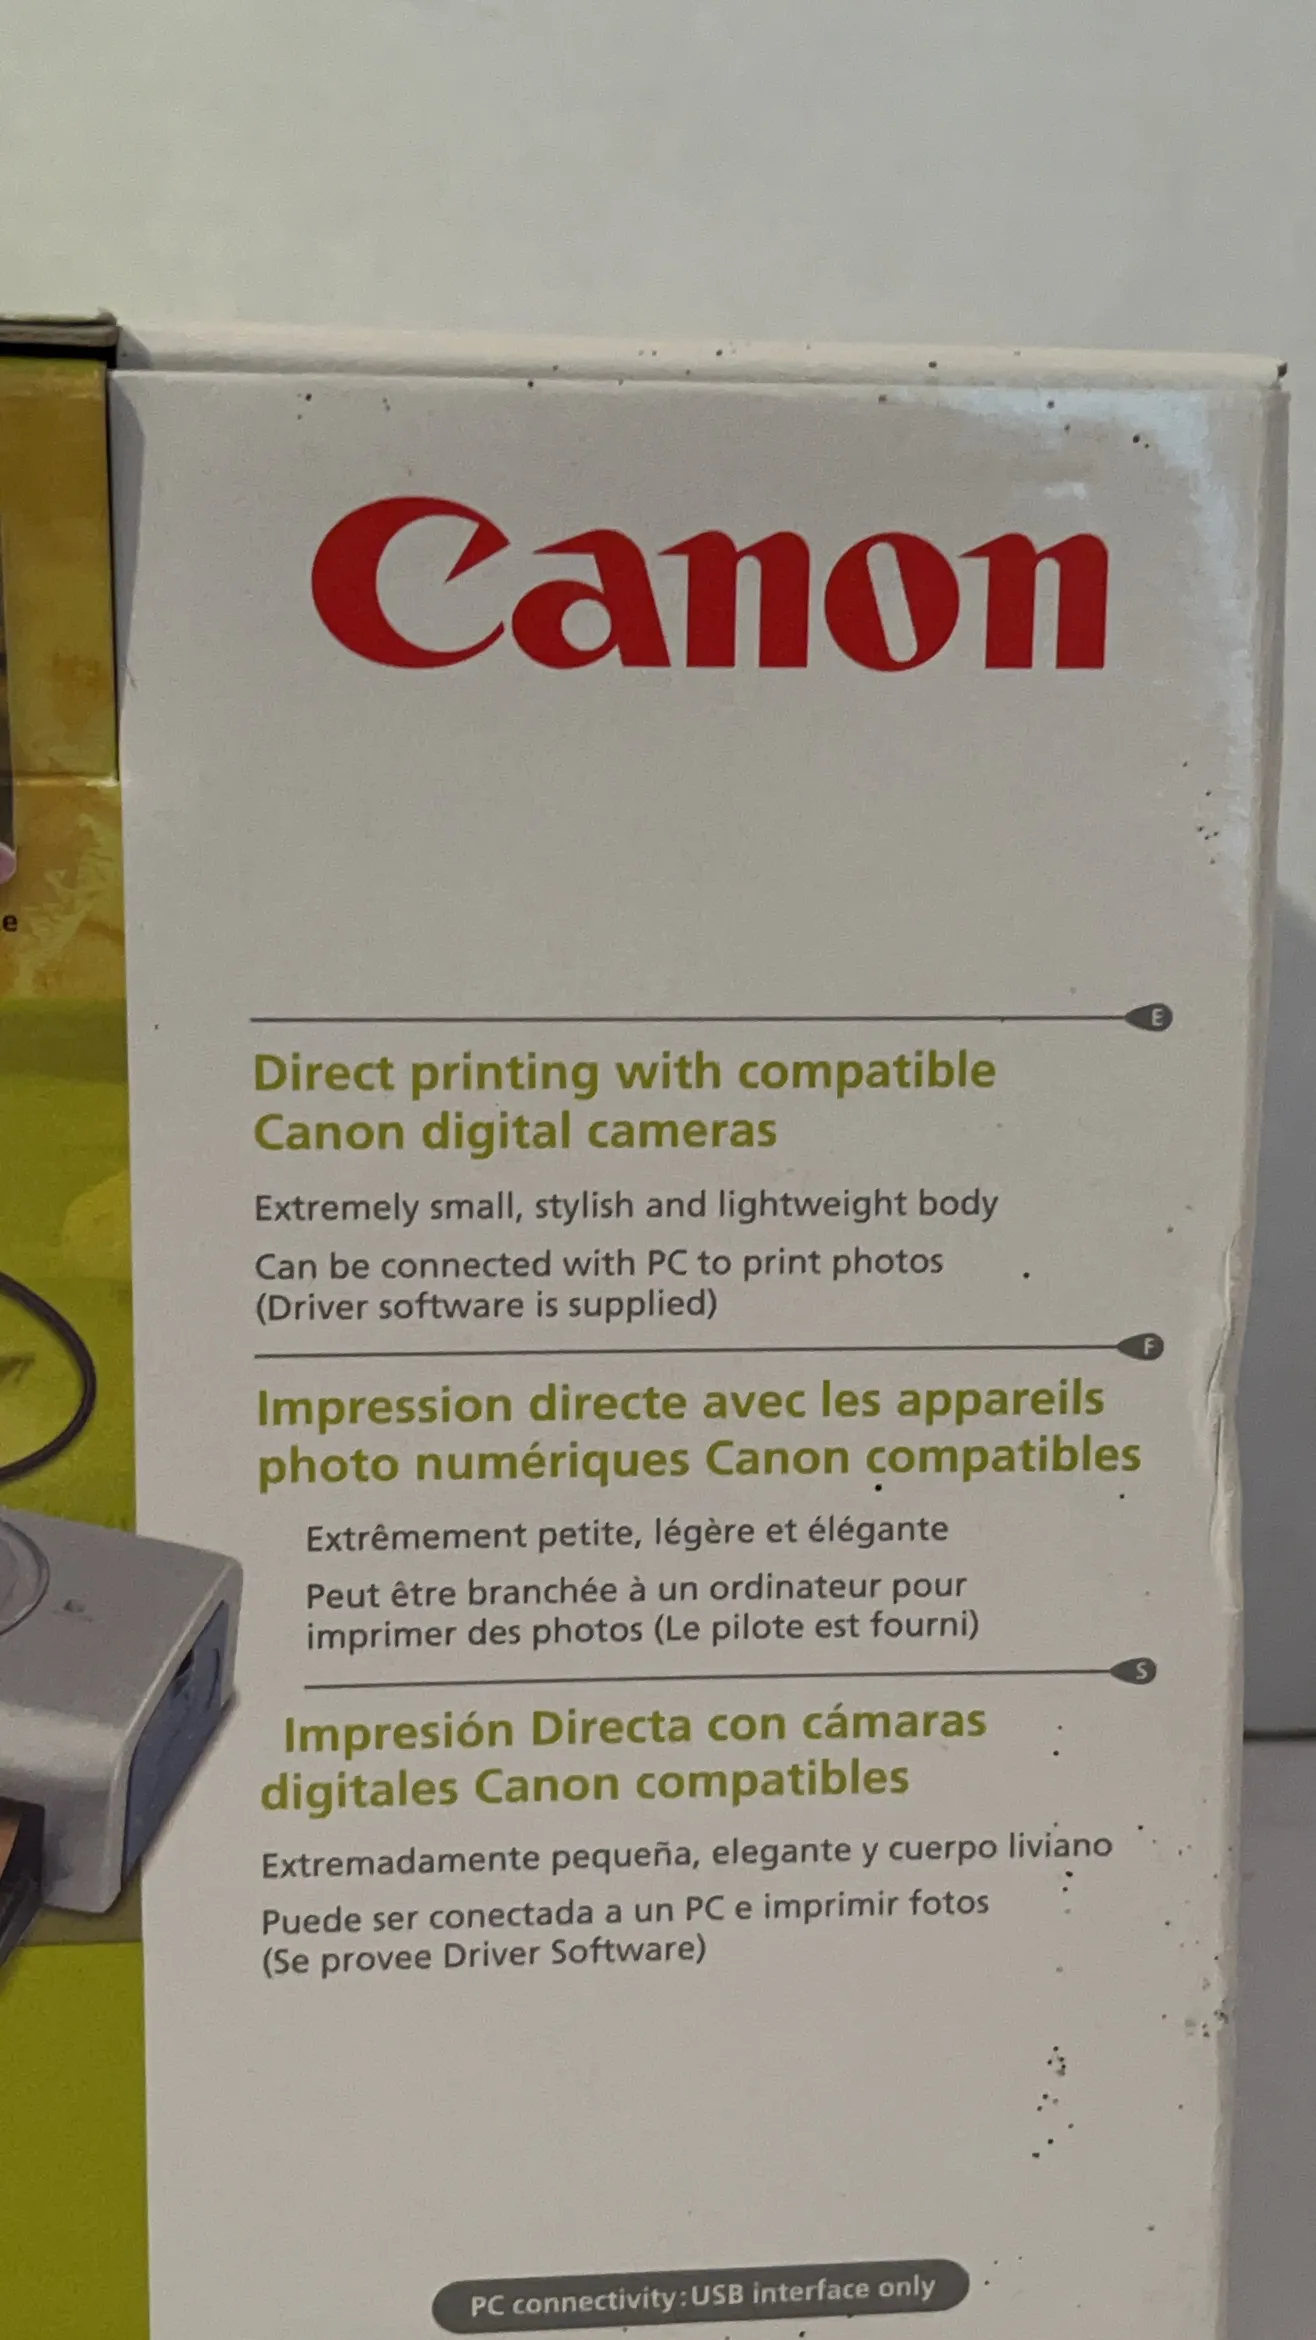 Canon
e
E
Direct printing with compatible
Canon digital cameras
Extremely small, stylish and lightweight body
Can be connected with PC to print photos
(Driver software is supplied)
F
Impression directe avec les appareils
photo numériques Canon compatibles
Extrêmement petite, légère et élégante
Peut être branchée à un ordinateur pour
imprimer des photos (Le pilote est fourni)
S
Impresión Directa con cámaras
digitales Canon compatibles
Extremadamente pequeña, elegante y cuerpo liviano
Puede ser conectada a un PC e imprimir fotos
(Se provee Driver Software)
PC connectivity:USB interface only